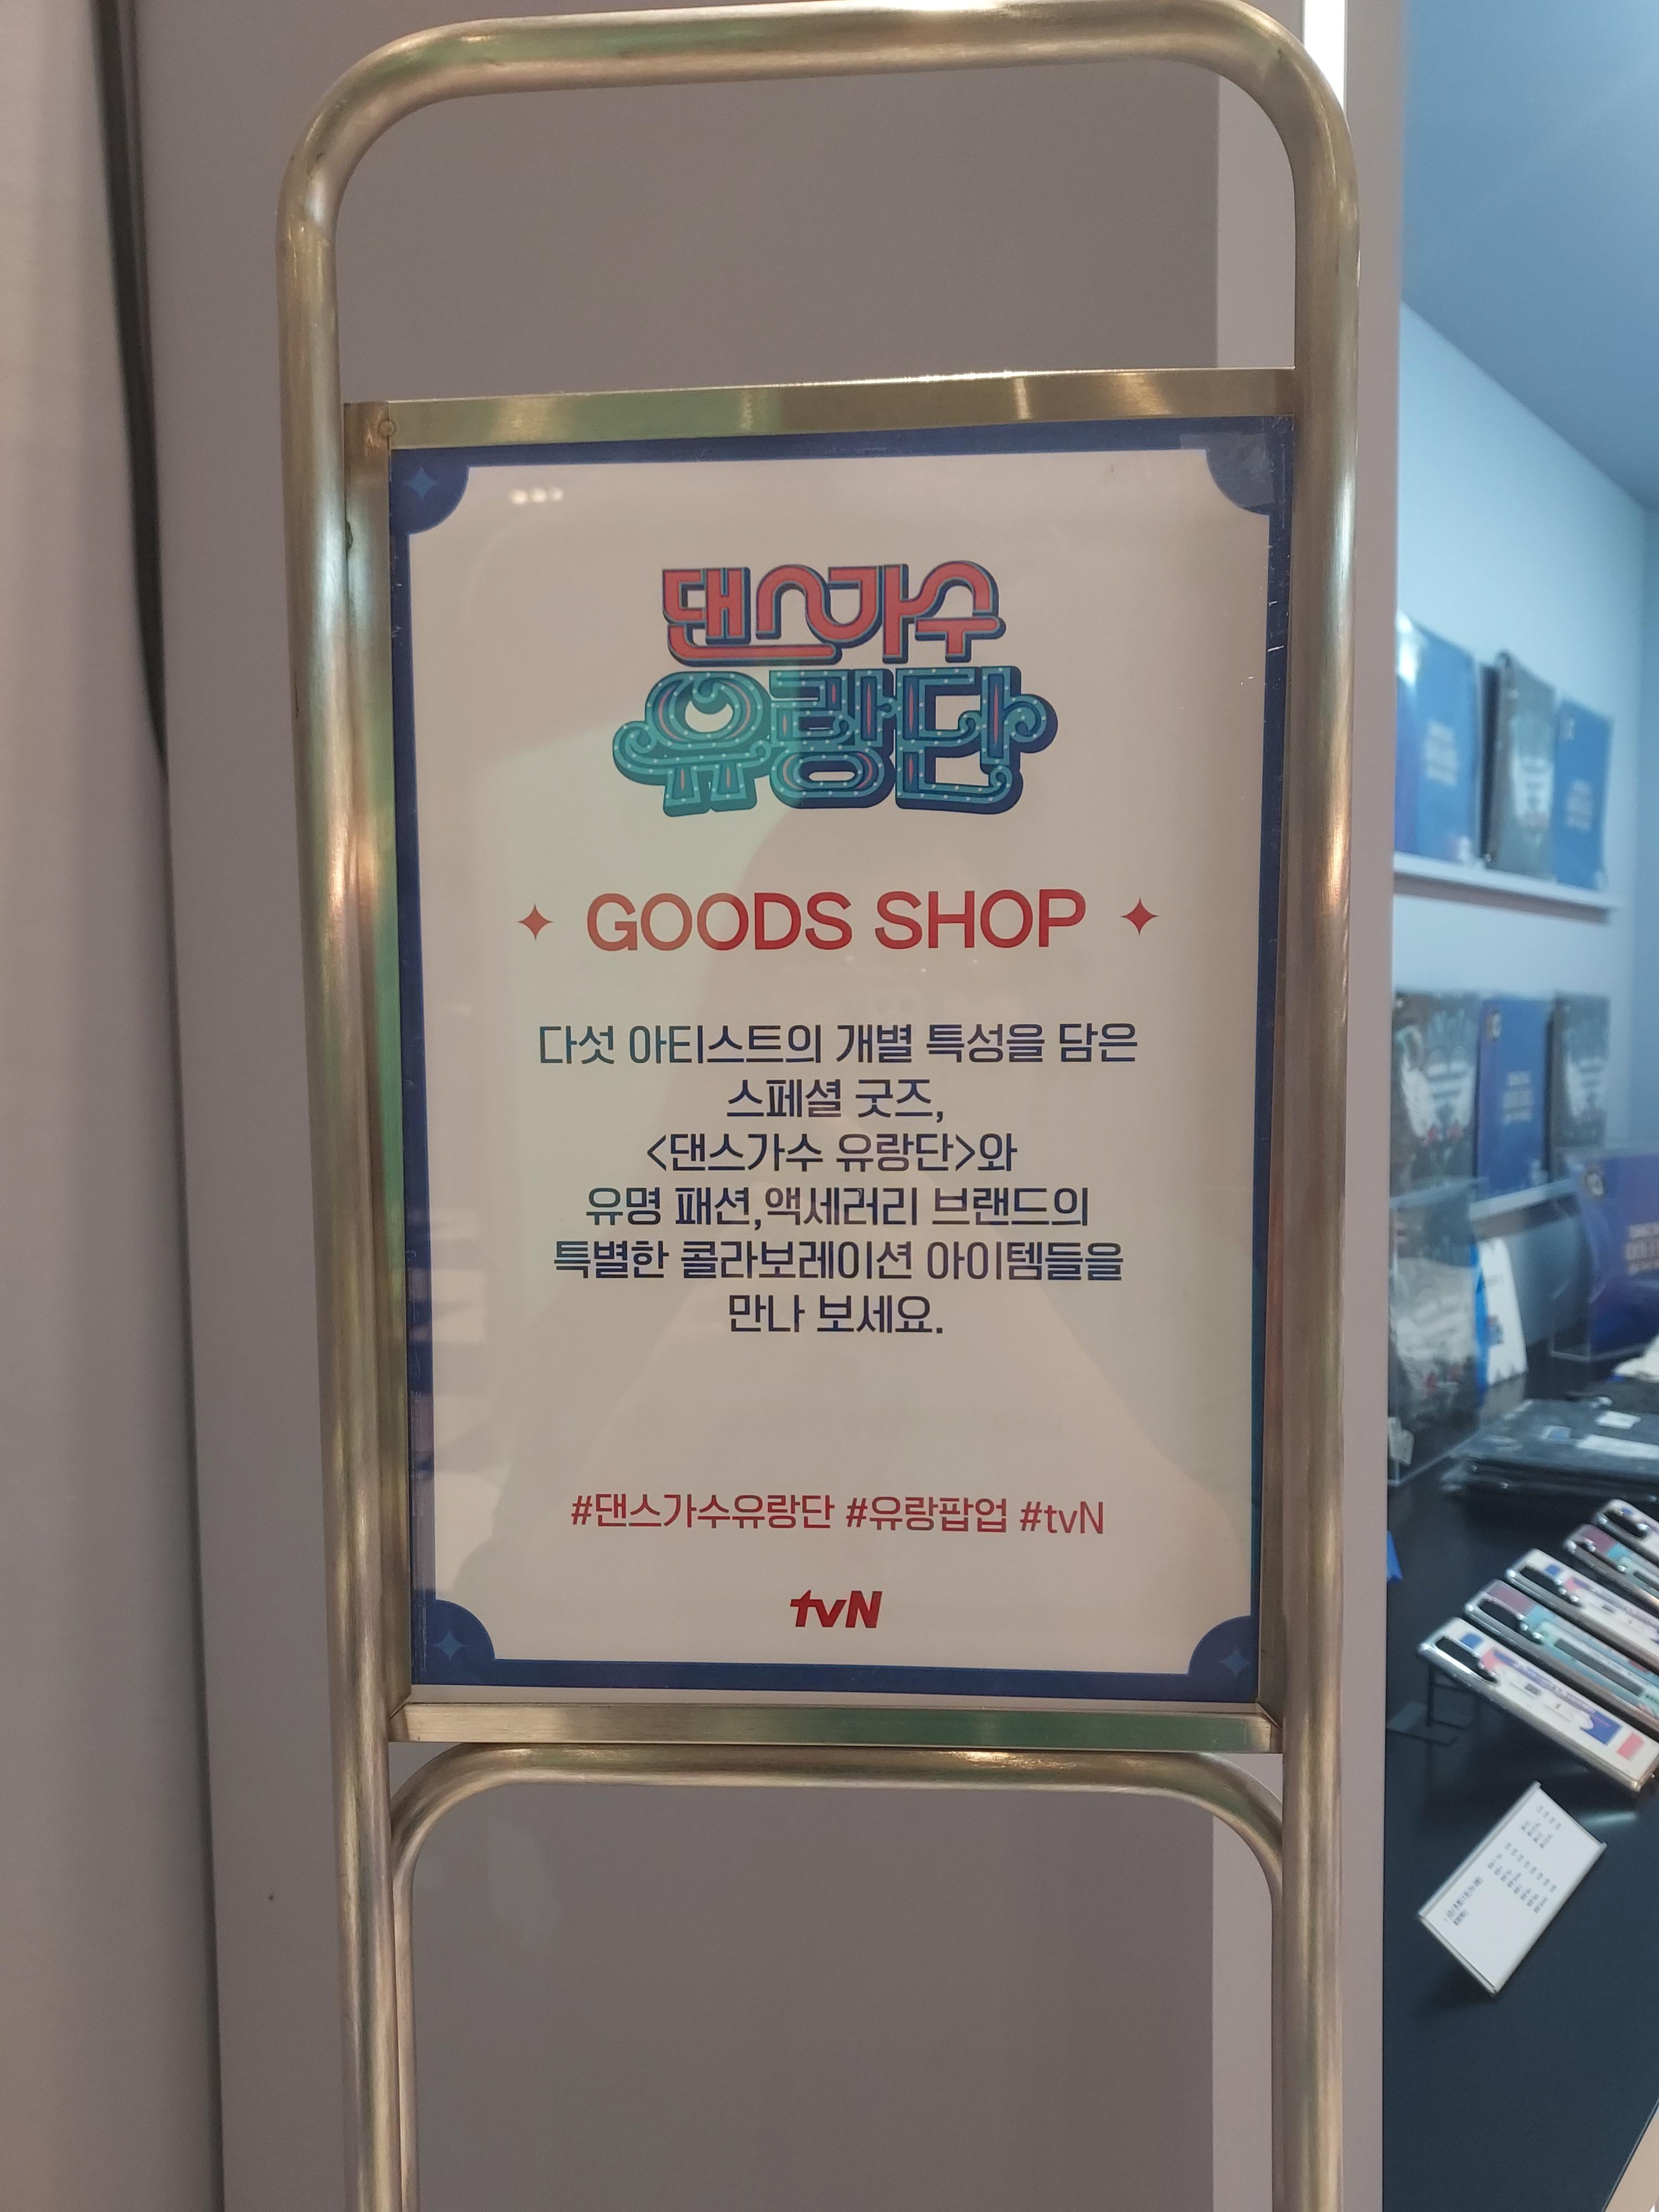 댄스가수
유랑단
GOODS SHOP
다섯 아티스트의 개별 특성을 담은
스페셜 굿즈,
<댄스가수 유랑단>와
유명 패션,액세러리 브랜드의
특별한 콜라보레이션 아이템들을
만나 보세요.
#댄스가수유랑단 #유랑팝업 #tvN
tvN